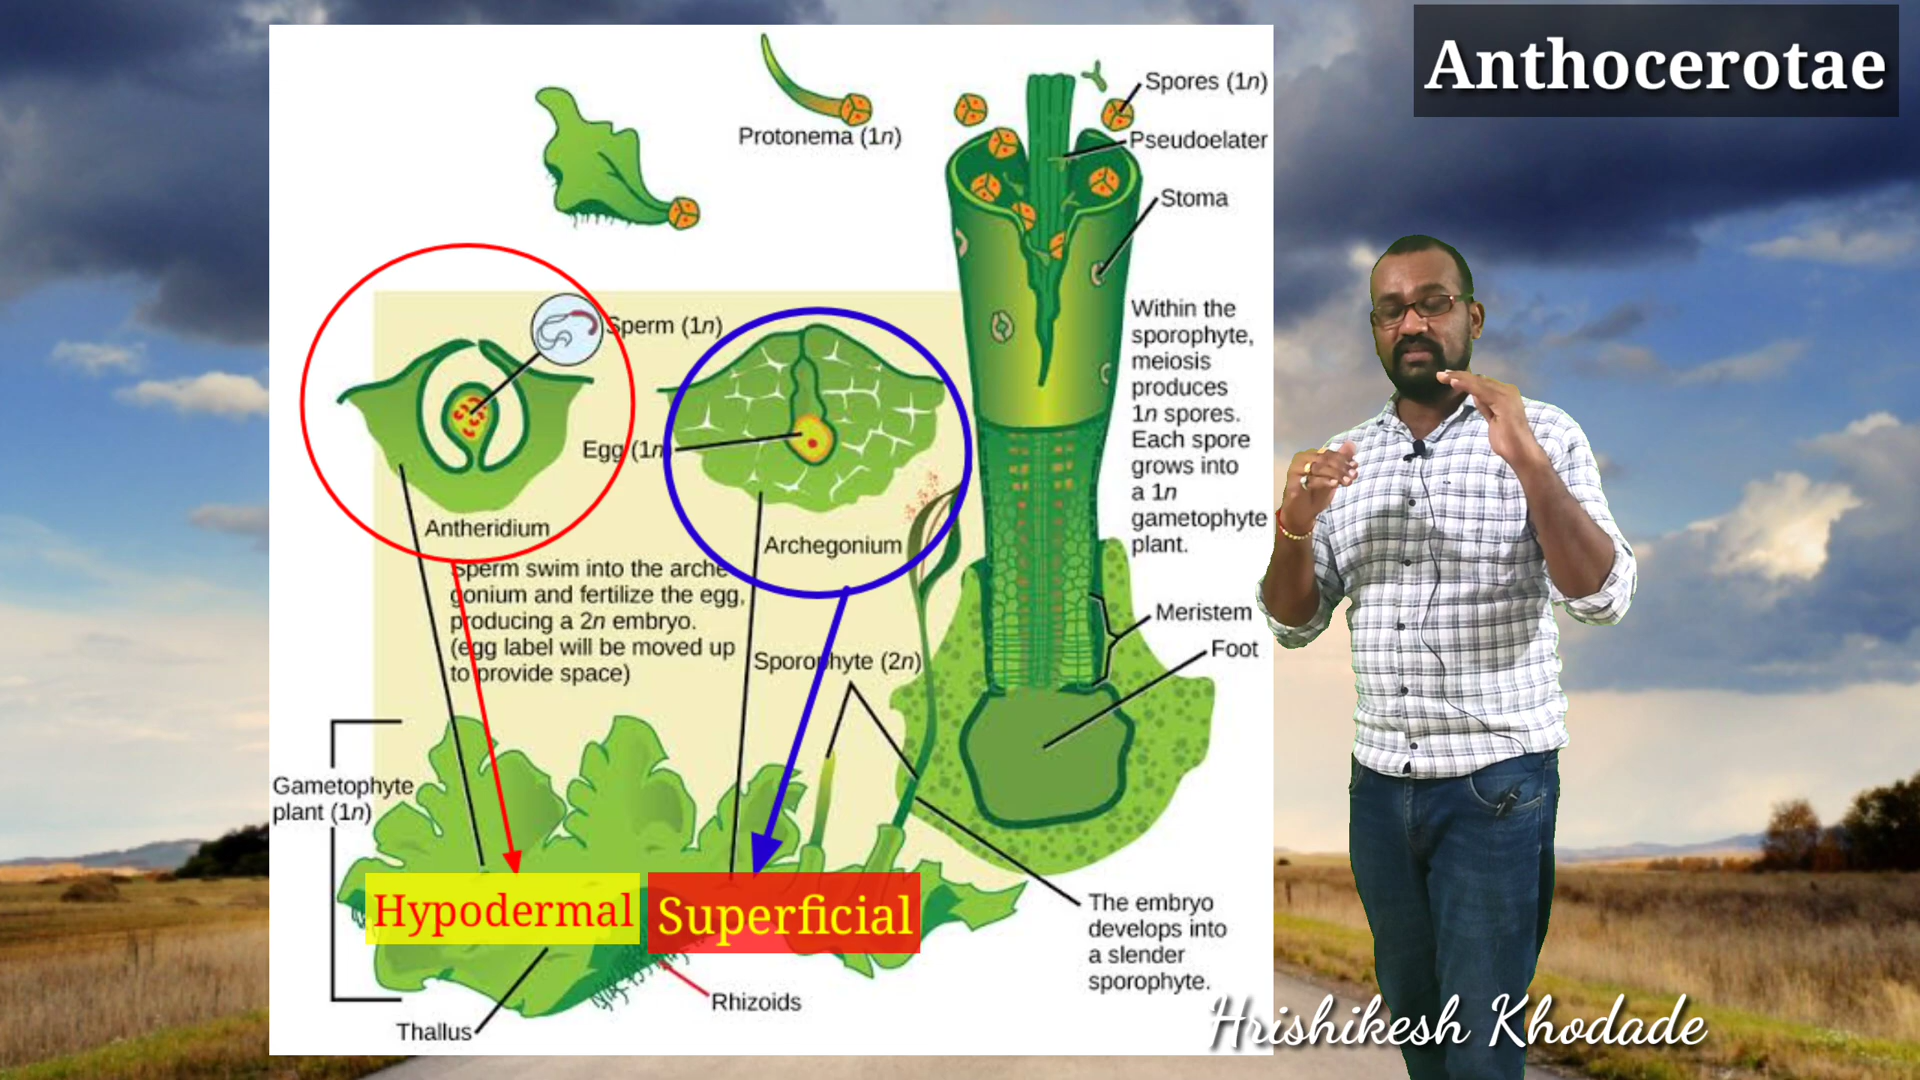 Anthocerotae
Spores (1n)
Protonema (1n)
Pseudoelater
Stoma
Sperm (1n)
Within the
sporophyte,
meiosis
produces
1n spores.
Each spore
grows into
a 1n
gametophyte
plant.
Egg (1n
Antheridium
Archegonium
Sperm swim into the arche
gonium and fertilize the egg,
producing a 2n embryo.
(egg label will be moved up
to provide space)
Sporophyte (2n)
Meristem
Foot
Gametophyte
plant (1n)
Hypodermal
Superficial
The embryo
develops into
a slender
sporophyte.
Rhizoids
Thallus
Hrishikesh Khodade